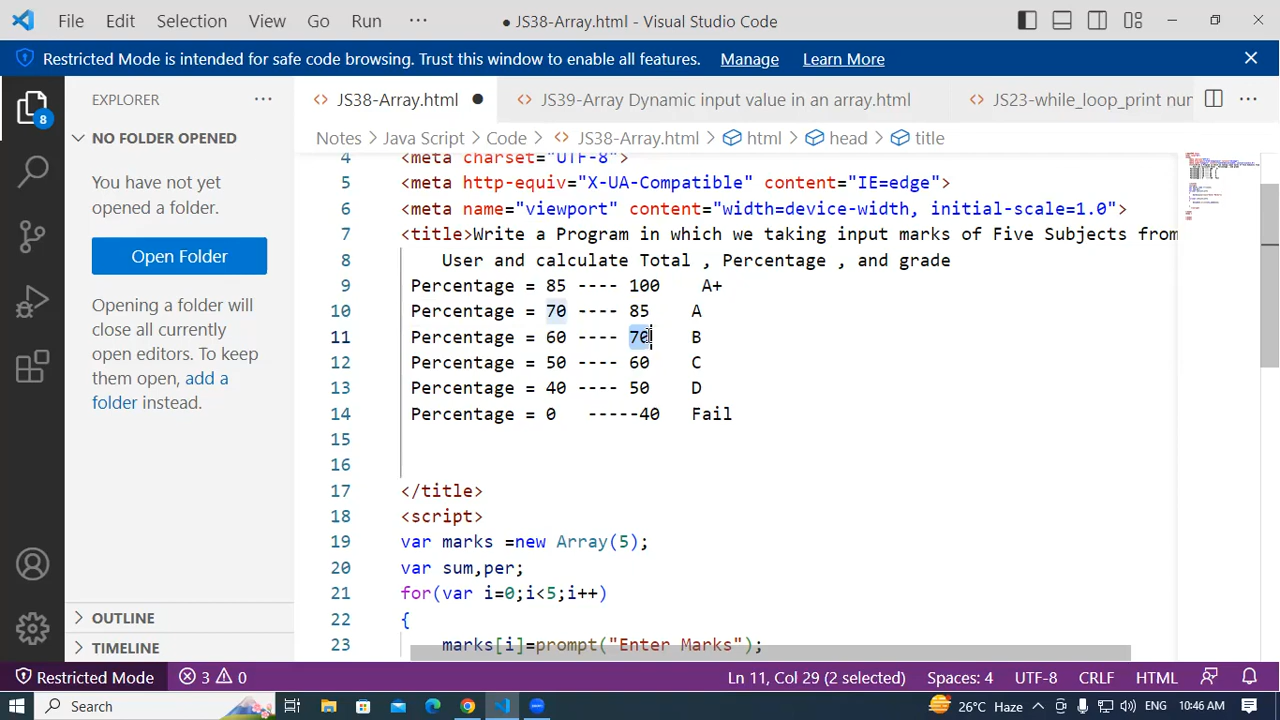 File Edit Selection View Go Run ··· ● JS38-Array.html - Visual Studio Code
Restricted Mode is intended for safe code browsing. Trust this window to enable all features. Manage Learn More
EXPLORER ···
JS38-Array.html ● JS39-Array Dynamic input value in an array.html JS23-while_loop_print nur ···
NO FOLDER OPENED
Notes > Java Script > Code > JS38-Array.html > html > head > title
You have not yet
opened a folder.
Open Folder
Opening a folder will
close all currently
open editors. To keep
them open, add a
folder instead.
OUTLINE
TIMELINE
8
4 <meta charset="UTF-8">
5 <meta http-equiv="X-UA-Compatible" content="IE=edge">
6 <meta name="viewport" content="width=device-width, initial-scale=1.0">
7 <title>Write a Program in which we taking input marks of Five Subjects from
8 User and calculate Total , Percentage , and grade
9 Percentage = 85 ---- 100 A+
10 Percentage = 70 ---- 85 A
11 Percentage = 60 ---- 70 B
12 Percentage = 50 ---- 60 C
13 Percentage = 40 ---- 50 D
14 Percentage = 0 -----40 Fail
15
16
17 </title>
18 <script>
19 var marks =new Array(5);
20 var sum,per;
21 for(var i=0;i<5;i++)
22 {
23 marks[i]=prompt("Enter Marks");
Restricted Mode 3 0 Ln 11, Col 29 (2 selected) Spaces: 4 UTF-8 CRLF HTML
Search 26°C Haze ENG 10:46 AM